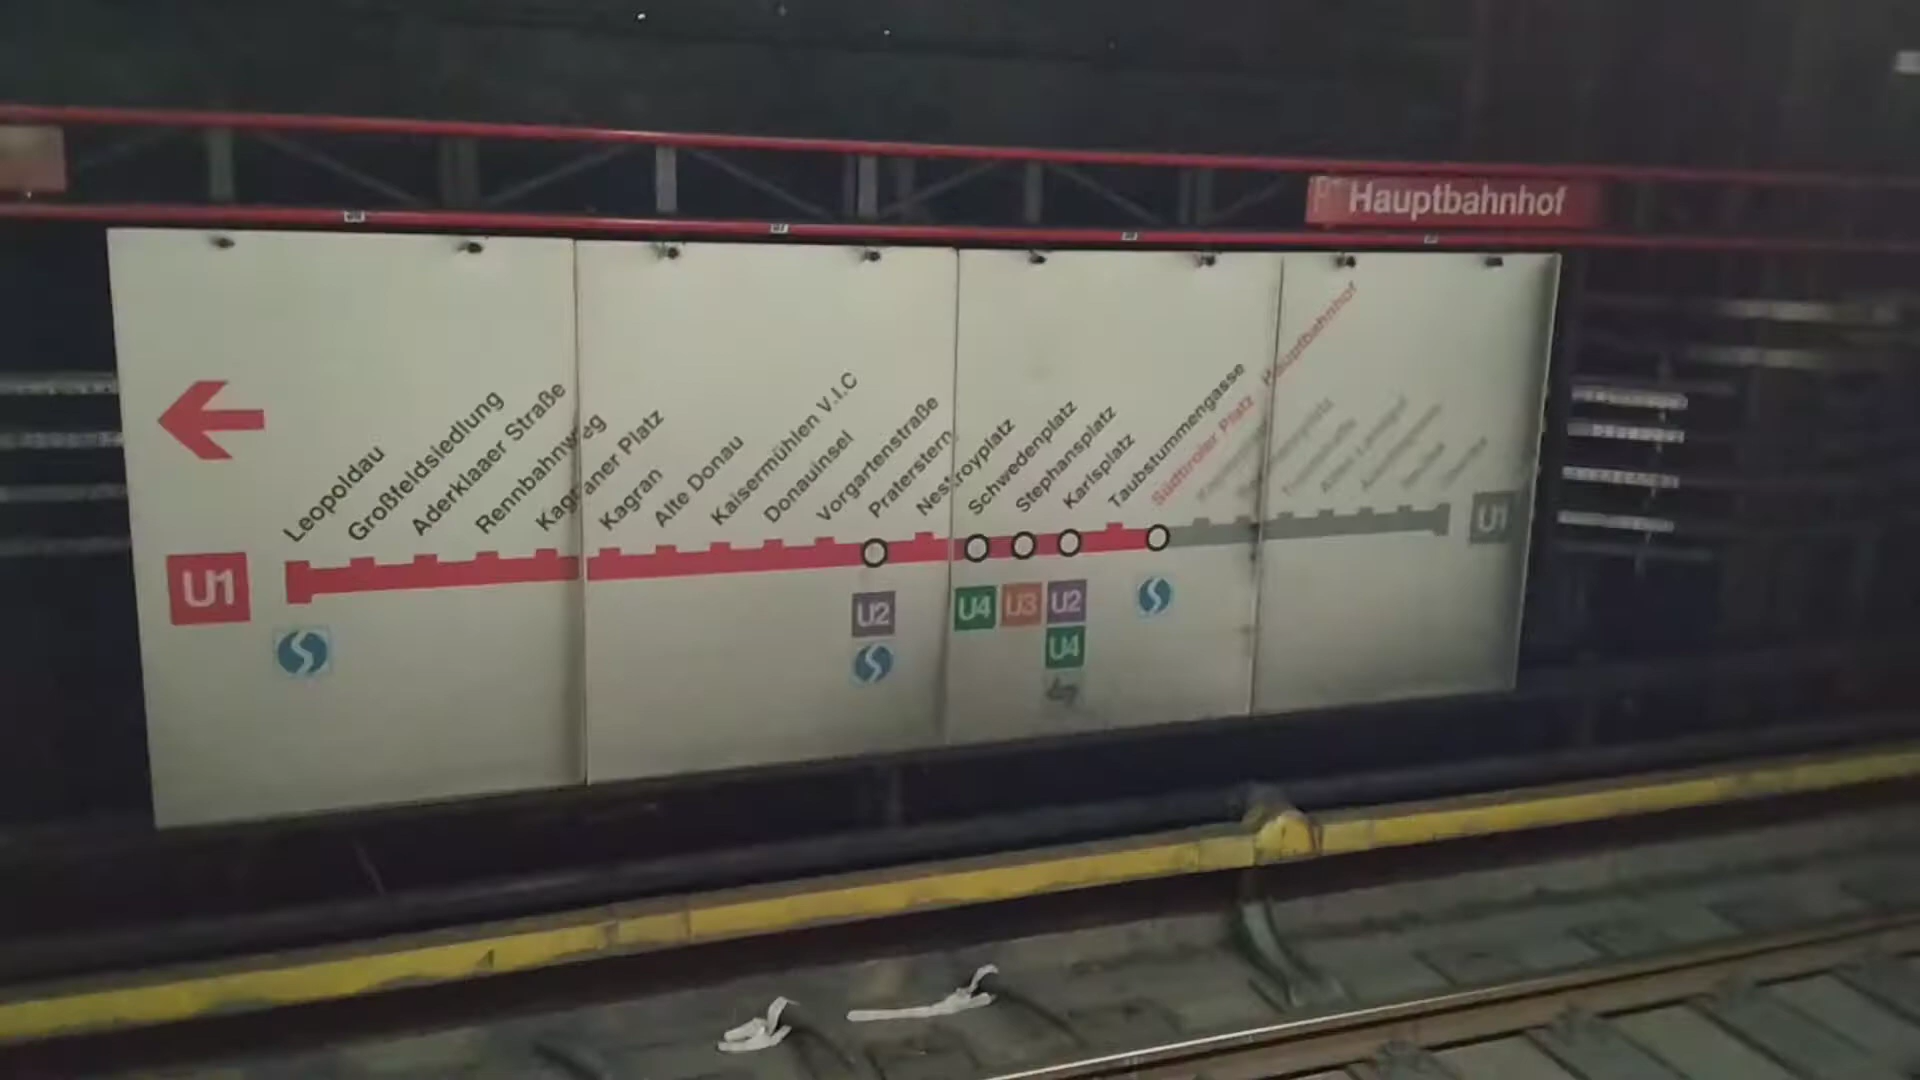 Hauptbahnhof
Leopoldau
Großfeldsiedlung
Aderklaaer Straße
Rennbahnweg
Kagraner Platz
Kagran
Alte Donau
Kaisermühlen V.I.C
Donauinsel
Vorgartenstraße
Praterstern
Nestroyplatz
Schwedenplatz
Stephansplatz
Karlsplatz
Taubstummengasse
Südtiroler Platz Hauptbahnhof
U1
U1
U2
U4
U3
U2
U4